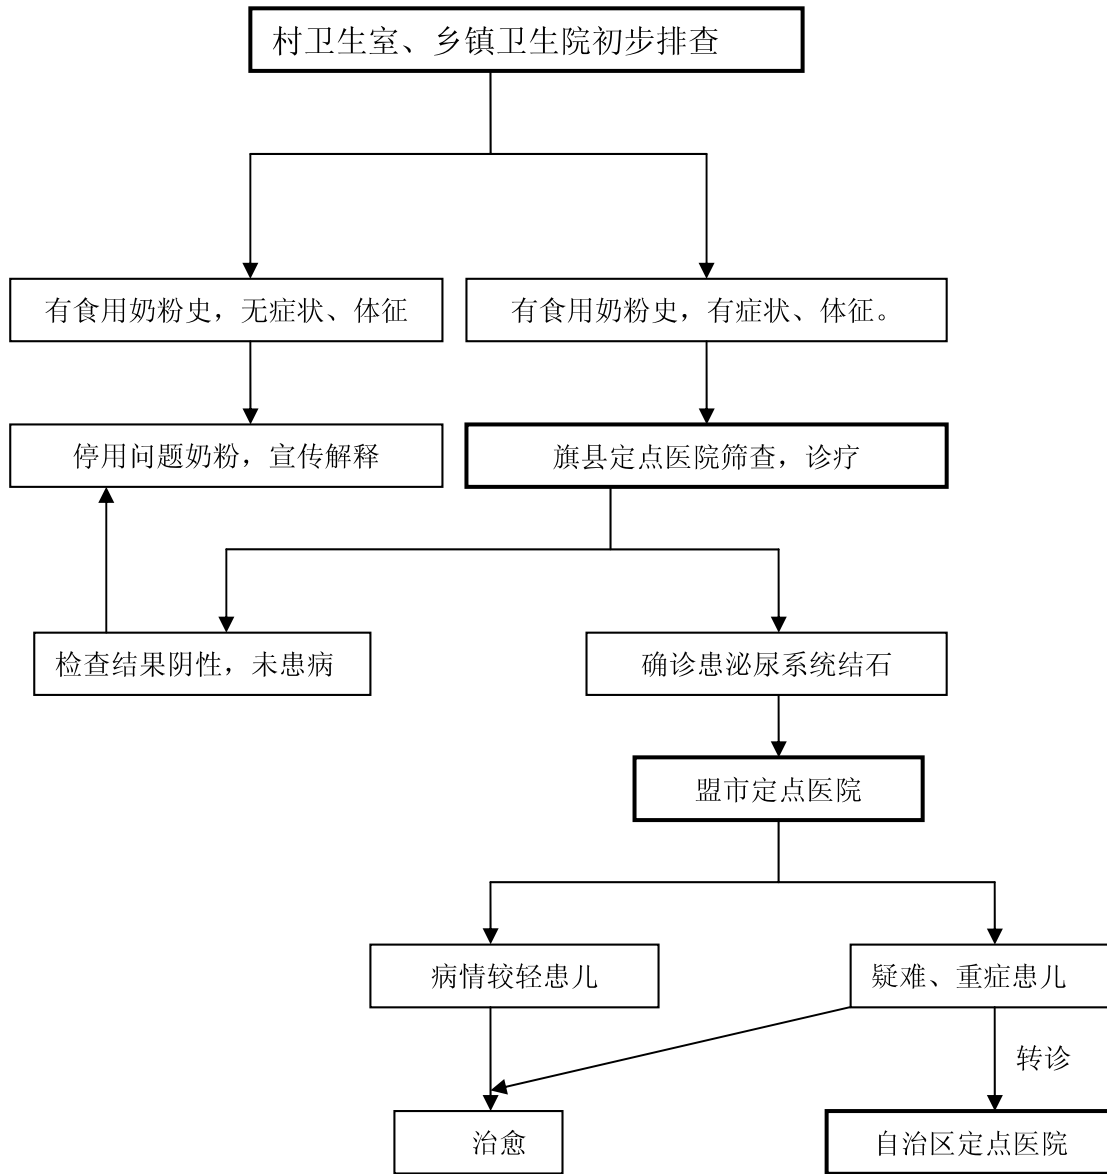 村卫生室、乡镇卫生院初步排查
有食用奶粉史，无症状、体征
有食用奶粉史，有症状、体征。
停用问题奶粉，宣传解释
旗县定点医院筛查，诊疗
检查结果阴性，未患病
确诊患泌尿系统结石
盟市定点医院
病情较轻患儿
疑难、重症患儿
转诊
治愈
自治区定点医院